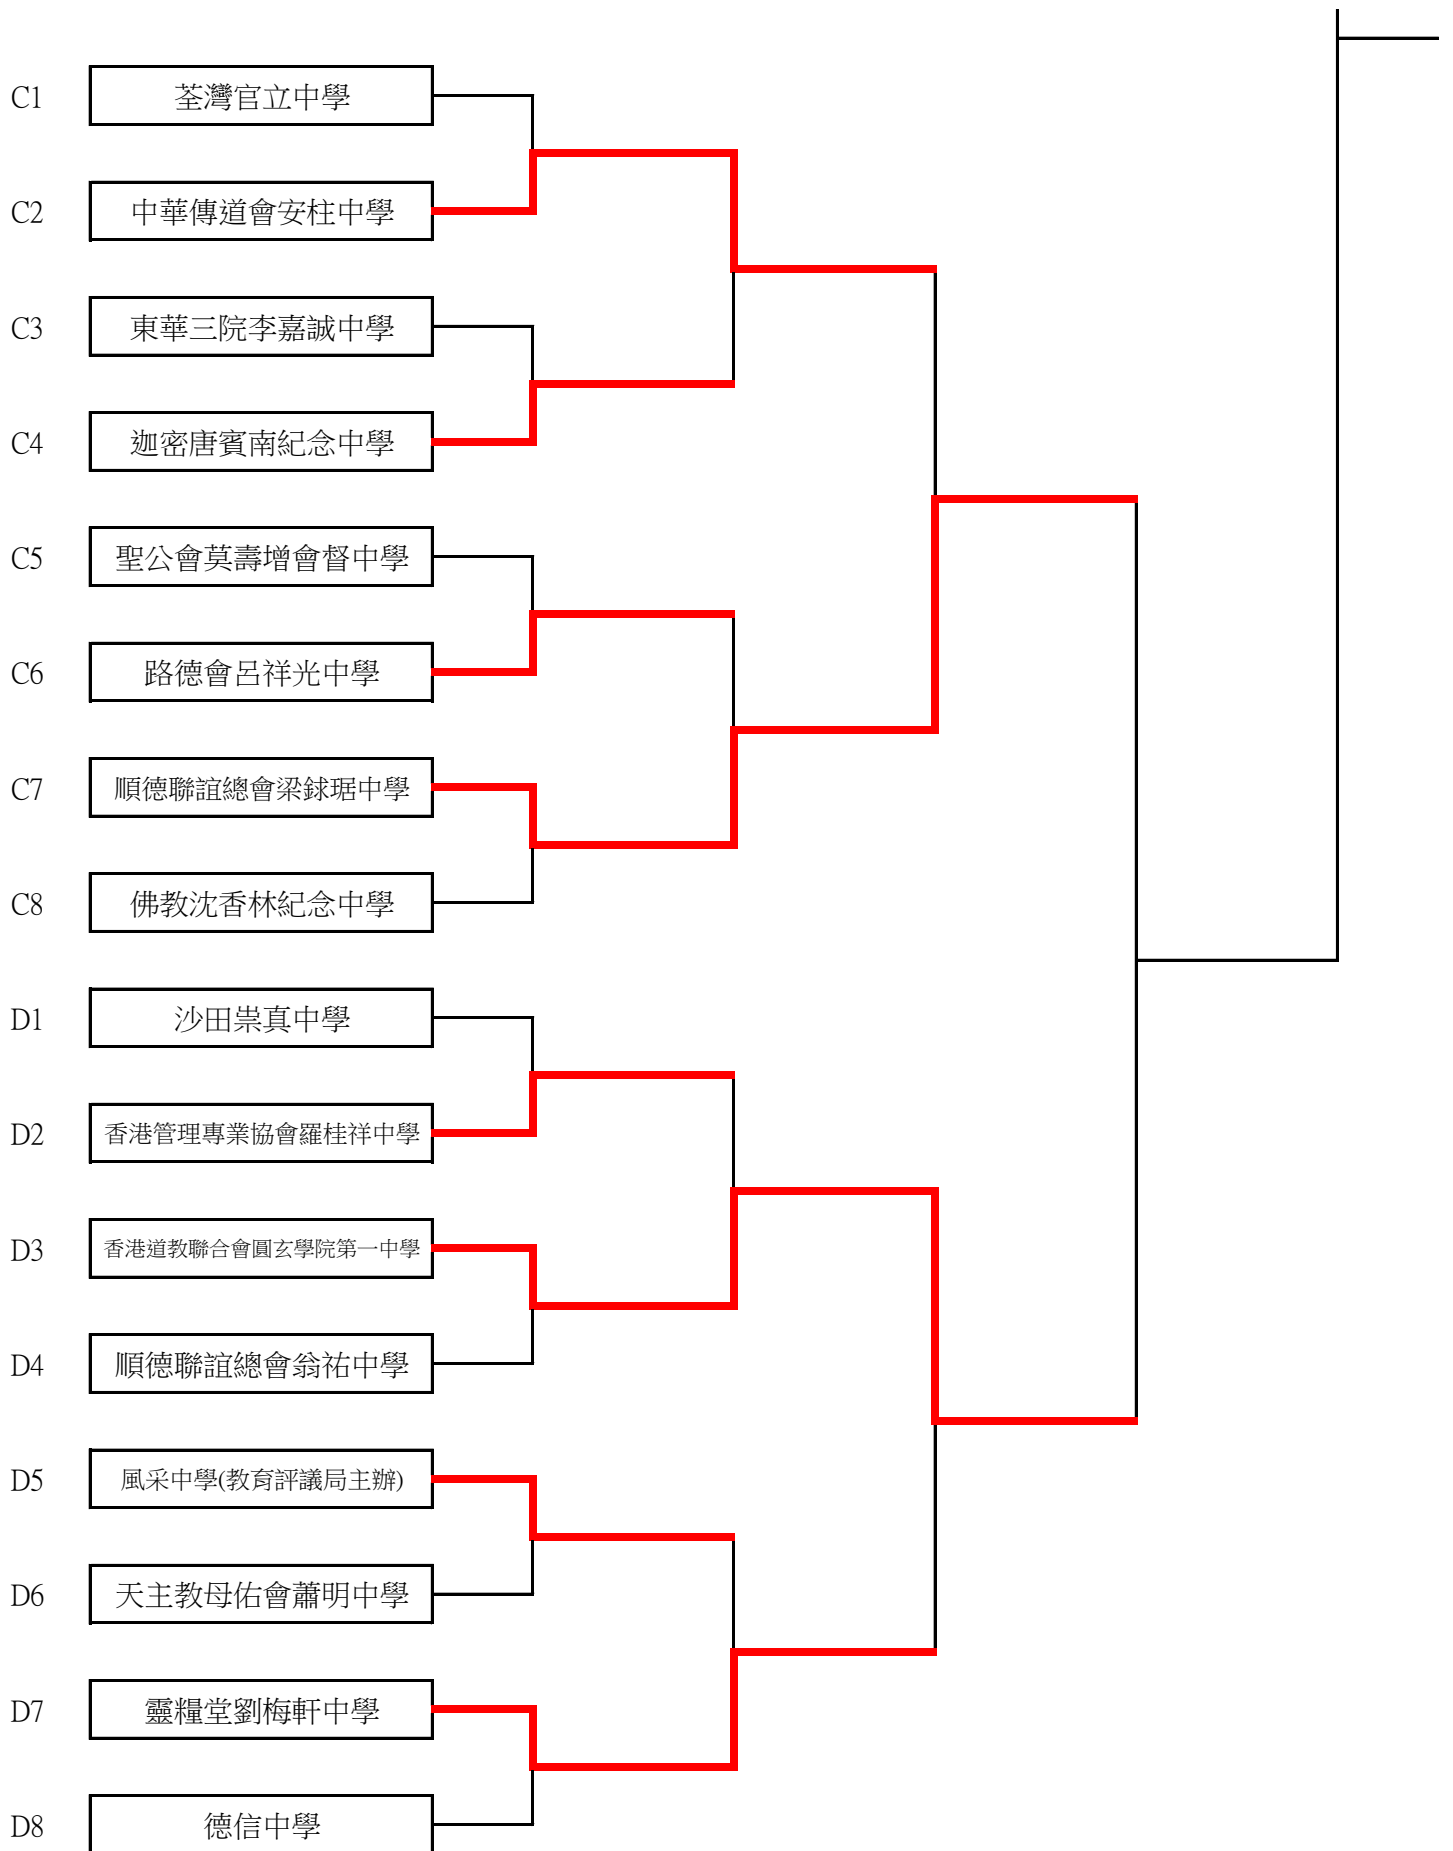 C1 荃灣官立中學
C2 中華傳道會安柱中學
C3 東華三院李嘉誠中學
C4 迦密唐賓南紀念中學
C5 聖公會莫壽增會督中學
C6 路德會呂祥光中學
C7 順德聯誼總會梁銶琚中學
C8 佛教沈香林紀念中學
D1 沙田崇真中學
D2 香港管理專業協會羅桂祥中學
D3 香港道教聯合會圓玄學院第一中學
D4 順德聯誼總會翁祐中學
D5 風采中學(教育評議局主辦)
D6 天主教母佑會蕭明中學
D7 靈糧堂劉梅軒中學
D8 德信中學